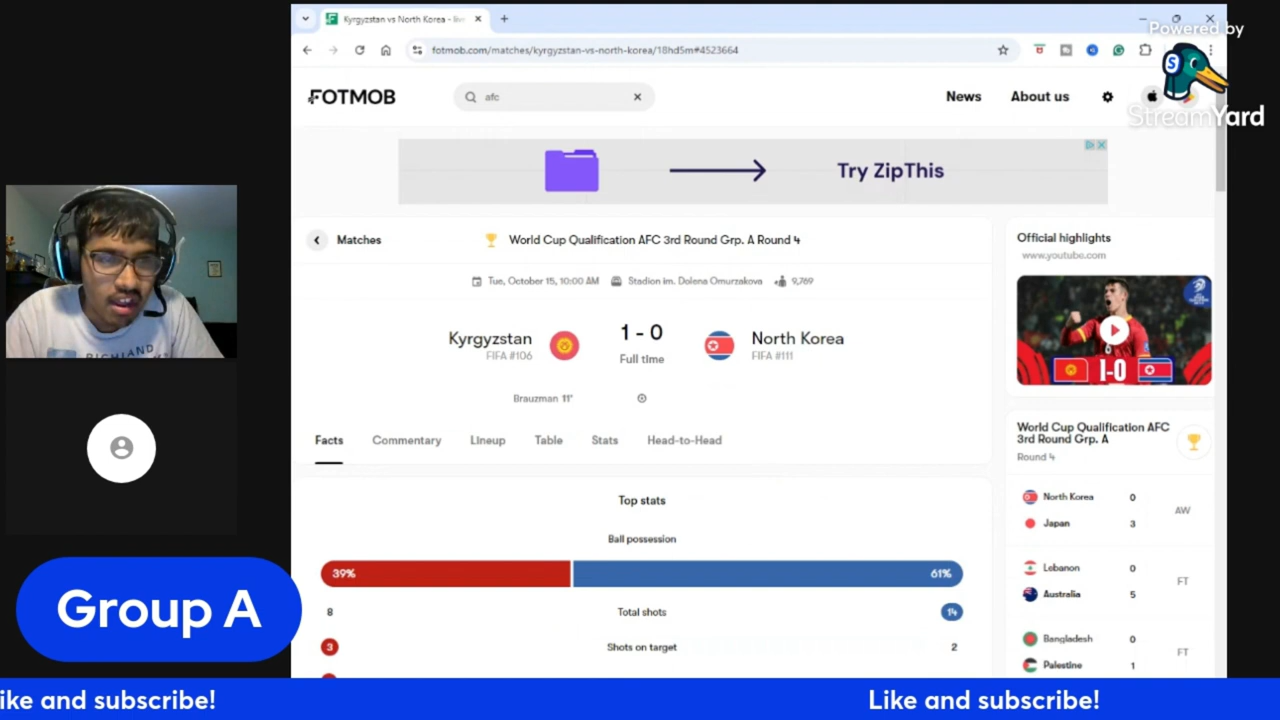 Kyrgyzstan vs North Korea - live
fotmob.com/matches/kyrgyzstan-vs-north-korea/18hd5m#4523664
Powered by
StreamYard
FOTMOB
afc
News
About us
Try ZipThis
Matches
World Cup Qualification AFC 3rd Round Grp. A Round 4
Tue, October 15, 10:00 AM
Stadion im. Dolena Omurzakova
9,769
Kyrgyzstan
FIFA #106
1 - 0
Full time
North Korea
FIFA #111
Brauzman 11'
Facts
Commentary
Lineup
Table
Stats
Head-to-Head
Top stats
Ball possession
39%
61%
8
Total shots
14
3
Shots on target
2
Official highlights
www.youtube.com
1-0
World Cup Qualification AFC
3rd Round Grp. A
Round 4
North Korea 0
Japan 3
AW
Lebanon 0
Australia 5
FT
Bangladesh 0
Palestine 1
FT
RICHLAND
Group A
ike and subscribe!
Like and subscribe!